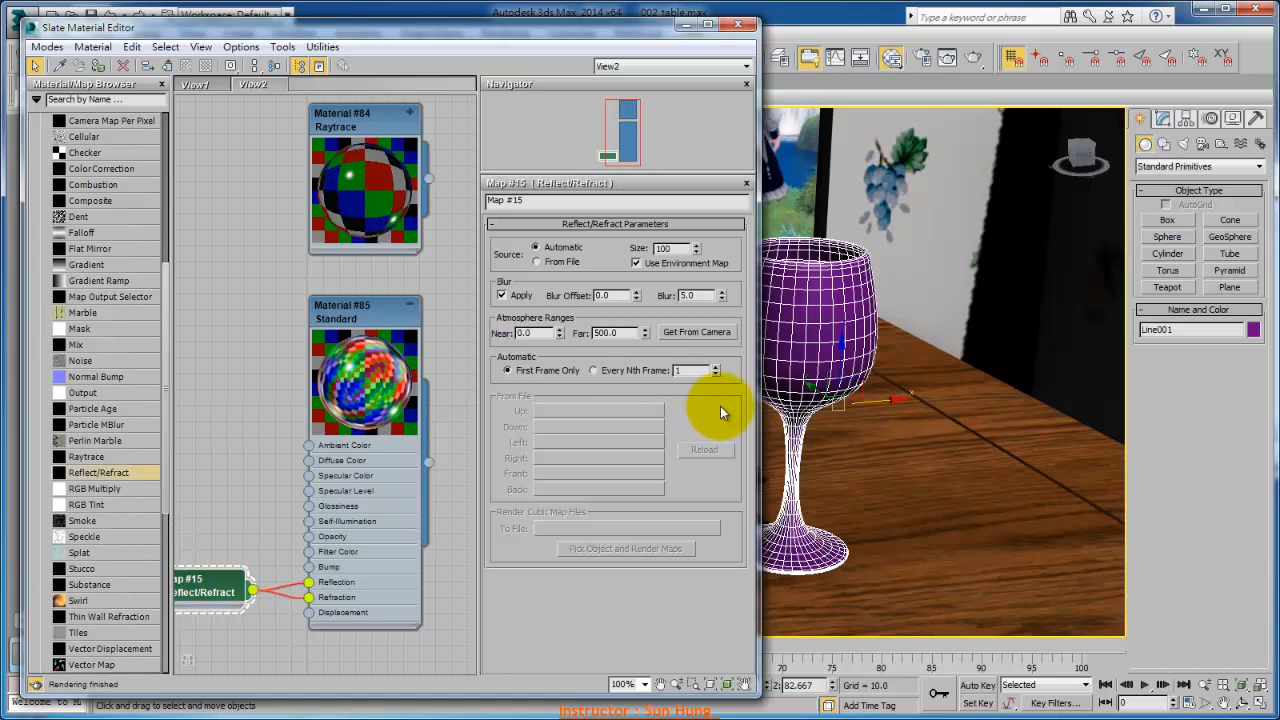 Slate Material Editor
Autodesk 3ds Max 2014 x64 002_table.max
Type a keyword or phrase
Modes Material Edit Select View Options Tools Utilities
View2
Material/Map Browser
View1 View2
Navigator
Search by Name ...
Camera Map Per Pixel
Cellular
Checker
Color Correction
Combustion
Composite
Dent
Falloff
Flat Mirror
Gradient
Gradient Ramp
Map Output Selector
Marble
Mask
Mix
Noise
Normal Bump
Output
Particle Age
Particle MBlur
Perlin Marble
Raytrace
Reflect/Refract
RGB Multiply
RGB Tint
Smoke
Speckle
Splat
Stucco
Substance
Swirl
Thin Wall Refraction
Tiles
Vector Displacement
Vector Map
Material #84
Raytrace
Material #85
Standard
Ambient Color
Diffuse Color
Specular Color
Specular Level
Glossiness
Self-Illumination
Opacity
Filter Color
Bump
Reflection
Refraction
Displacement
ap #15
eflect/Refract
Map #15 ( Reflect/Refract )
Map #15
Reflect/Refract Parameters
Source: Automatic Size: 100
From File Use Environment Map
Blur
Apply Blur Offset: 0.0 Blur: 5.0
Atmosphere Ranges
Near: 0.0 Far: 500.0 Get From Camera
Automatic
First Frame Only Every Nth Frame: 1
From File
Up:
Down:
Left:
Right:
Front:
Back:
Reload
Render Cubic Map Files
To File:
Pick Object and Render Maps
Standard Primitives
Object Type
AutoGrid
Box Cone
Sphere GeoSphere
Cylinder Tube
Torus Pyramid
Teapot Plane
Name and Color
Line001
x
70 75 80 85 90 95 100
Rendering finished
100%
Z: 82.667 Grid = 10.0
Auto Key Selected
Set Key Key Filters... 0
Add Time Tag
Welcome to M
Click and drag to select and move objects
Instructor : Sun Hung